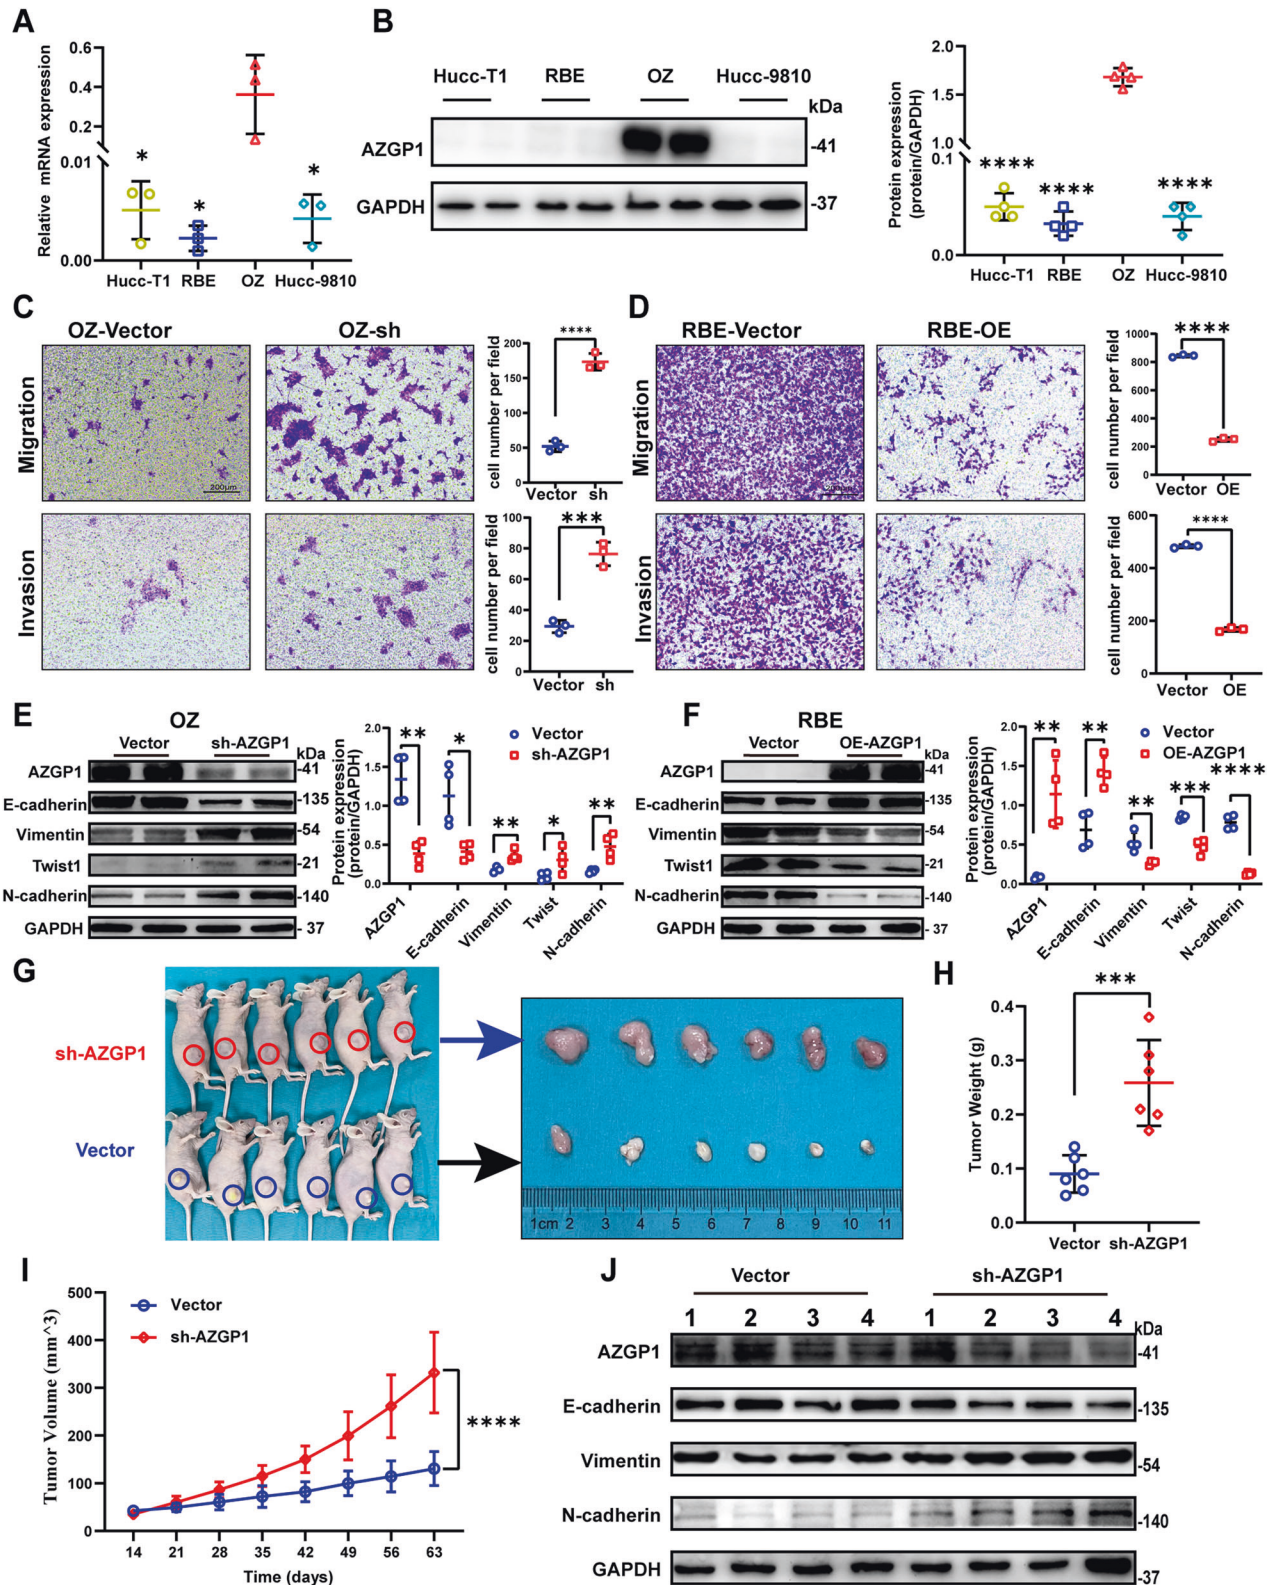 A
Relative mRNA expression
0.6
0.4
0.2
0.01
0.00
*
*
*
Hucc-T1 RBE OZ Hucc-9810
B
Hucc-T1 RBE OZ Hucc-9810
kDa
AZGP1 -41
GAPDH -37
Protein expression
(protein/GAPDH)
2.0
1.5
1.0
0.1
0.0
****
****
****
Hucc-T1 RBE OZ Hucc-9810
C
OZ-Vector OZ-sh
Migration
200μm
Invasion
cell number per field
200
150
100
50
0
****
Vector sh
cell number per field
100
80
60
40
20
0
***
Vector sh
D
RBE-Vector RBE-OE
Migration
Invasion
cell number per field
1000
800
600
400
200
0
****
Vector OE
cell number per field
600
400
200
0
****
Vector OE
E
OZ
Vector sh-AZGP1
kDa
AZGP1 -41
E-cadherin -135
Vimentin -54
Twist1 -21
N-cadherin -140
GAPDH - 37
Protein expression
(protein/GAPDH)
2.0
1.5
1.0
0.5
0.0
Vector
sh-AZGP1
** * ** * **
AZGP1 E-cadherin Vimentin Twist N-cadherin
F
RBE
Vector OE-AZGP1
kDa
AZGP1 -41
E-cadherin -135
Vimentin -54
Twist1 -21
N-cadherin -140
GAPDH - 37
Protein expression
(protein/GAPDH)
2.0
1.5
1.0
0.5
0.0
Vector
OE-AZGP1
** ** ** *** ****
AZGP1 E-cadherin Vimentin Twist N-cadherin
G
sh-AZGP1
Vector
1cm 2 3 4 5 6 7 8 9 10 11
H
Tumor Weight (g)
0.4
0.3
0.2
0.1
0.0
***
Vector sh-AZGP1
I
Tumor Volume (mm^3)
500
400
300
200
100
0
Vector
sh-AZGP1
****
14 21 28 35 42 49 56 63
Time (days)
J
Vector sh-AZGP1
1 2 3 4 1 2 3 4
kDa
AZGP1 -41
E-cadherin -135
Vimentin -54
N-cadherin -140
GAPDH -37